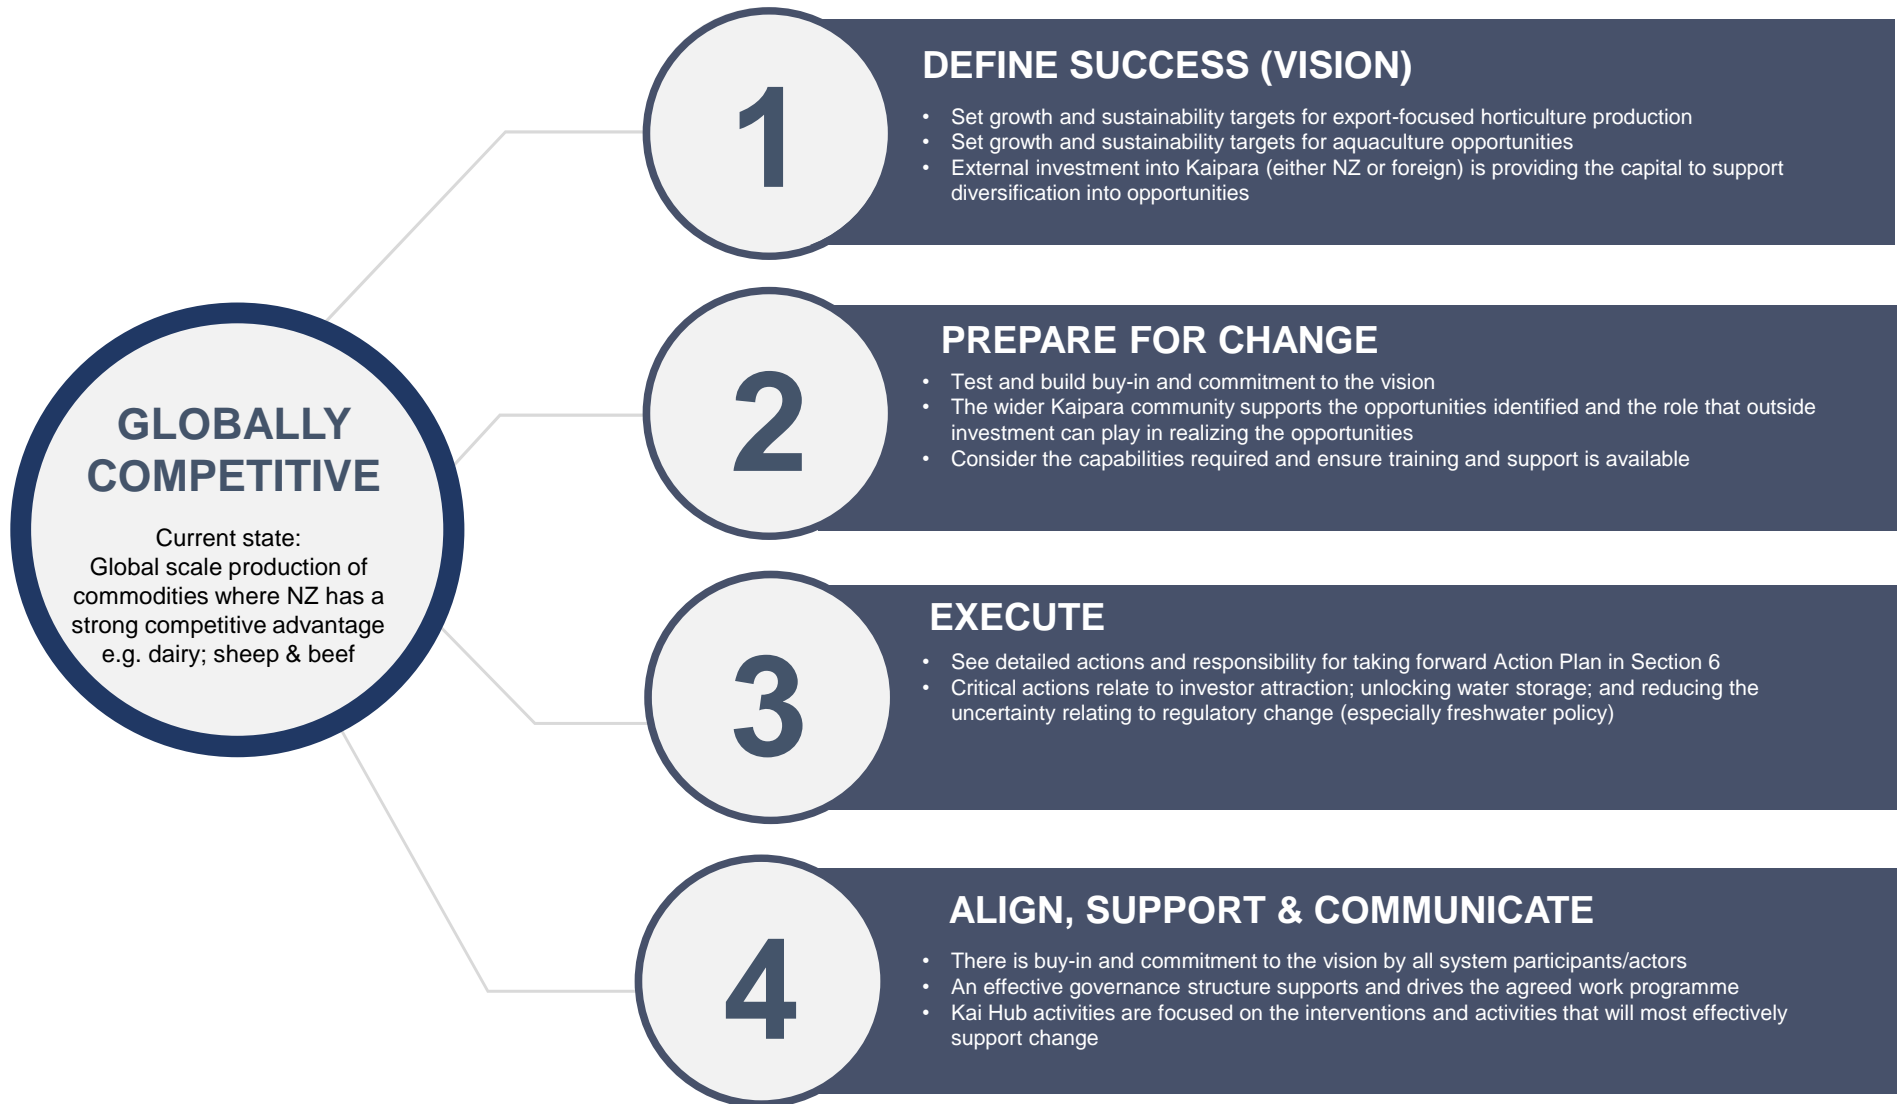 GLOBALLY
COMPETITIVE
Current state:
Global scale production of
commodities where NZ has a
strong competitive advantage
e.g. dairy; sheep & beef
1
DEFINE SUCCESS (VISION)
• Set growth and sustainability targets for export-focused horticulture production
• Set growth and sustainability targets for aquaculture opportunities
• External investment into Kaipara (either NZ or foreign) is providing the capital to support
diversification into opportunities
2
PREPARE FOR CHANGE
• Test and build buy-in and commitment to the vision
• The wider Kaipara community supports the opportunities identified and the role that outside
investment can play in realizing the opportunities
• Consider the capabilities required and ensure training and support is available
3
EXECUTE
• See detailed actions and responsibility for taking forward Action Plan in Section 6
• Critical actions relate to investor attraction; unlocking water storage; and reducing the
uncertainty relating to regulatory change (especially freshwater policy)
4
ALIGN, SUPPORT & COMMUNICATE
• There is buy-in and commitment to the vision by all system participants/actors
• An effective governance structure supports and drives the agreed work programme
• Kai Hub activities are focused on the interventions and activities that will most effectively
support change